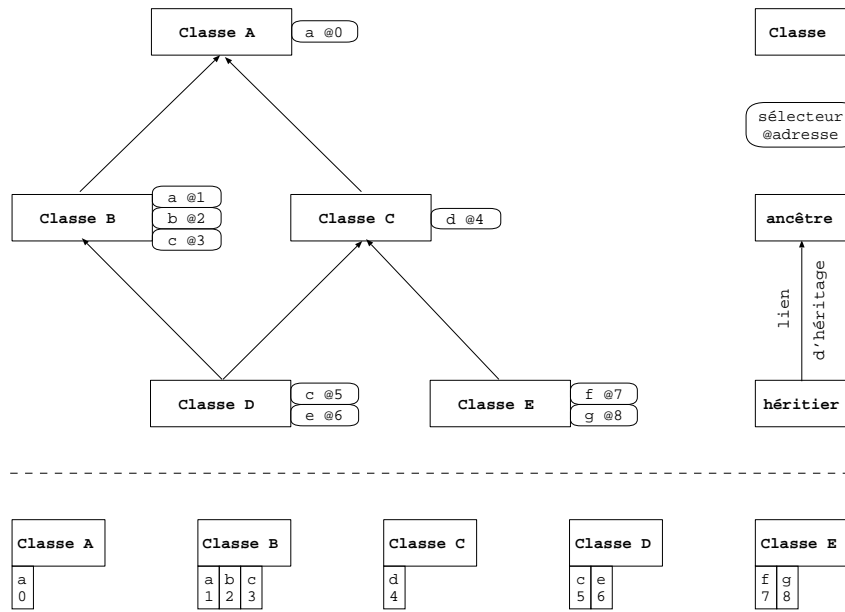 Classe A
a @0
Classe
sélecteur
@adresse
Classe B
a @1
b @2
c @3
Classe C
d @4
ancêtre
lien
d'héritage
Classe D
c @5
e @6
Classe E
f @7
g @8
héritier
Classe A
a
0
Classe B
a b c
1 2 3
Classe C
d
4
Classe D
c e
5 6
Classe E
f g
7 8